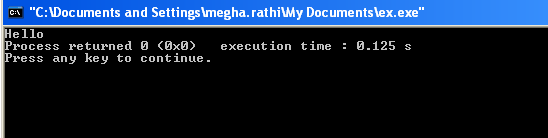 "C:\Documents and Settings\megha.rathi\My Documents\ex.exe"
Hello
Process returned 0 (0x0)   execution time : 0.125 s
Press any key to continue.